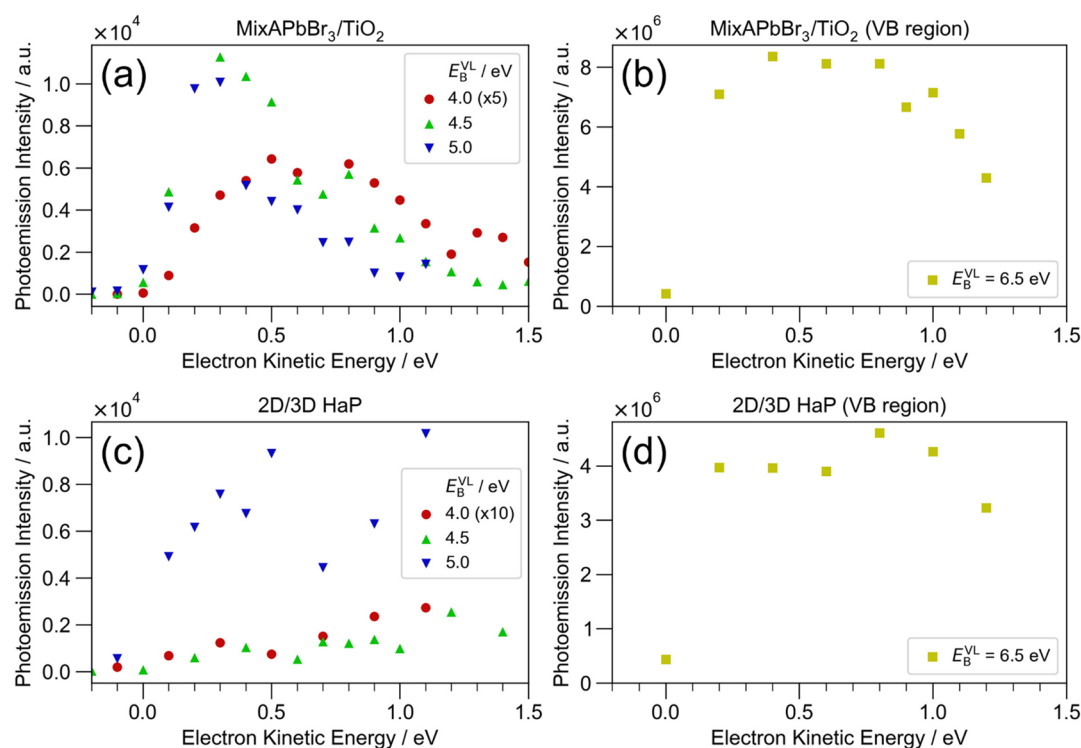 MixAPbBr₃/TiO₂
×10⁴
(a)
E_B^VL / eV
4.0 (x5)
4.5
5.0
1.0
0.8
0.6
0.4
0.2
0.0
Photoemission Intensity / a.u.
0.0 0.5 1.0 1.5
Electron Kinetic Energy / eV
MixAPbBr₃/TiO₂ (VB region)
×10⁶
(b)
8
6
4
2
0
Photoemission Intensity / a.u.
E_B^VL = 6.5 eV
0.0 0.5 1.0 1.5
Electron Kinetic Energy / eV
2D/3D HaP
×10⁴
(c)
E_B^VL / eV
4.0 (x10)
4.5
5.0
1.0
0.8
0.6
0.4
0.2
0.0
Photoemission Intensity / a.u.
0.0 0.5 1.0 1.5
Electron Kinetic Energy / eV
2D/3D HaP (VB region)
×10⁶
(d)
4
3
2
1
0
Photoemission Intensity / a.u.
E_B^VL = 6.5 eV
0.0 0.5 1.0 1.5
Electron Kinetic Energy / eV